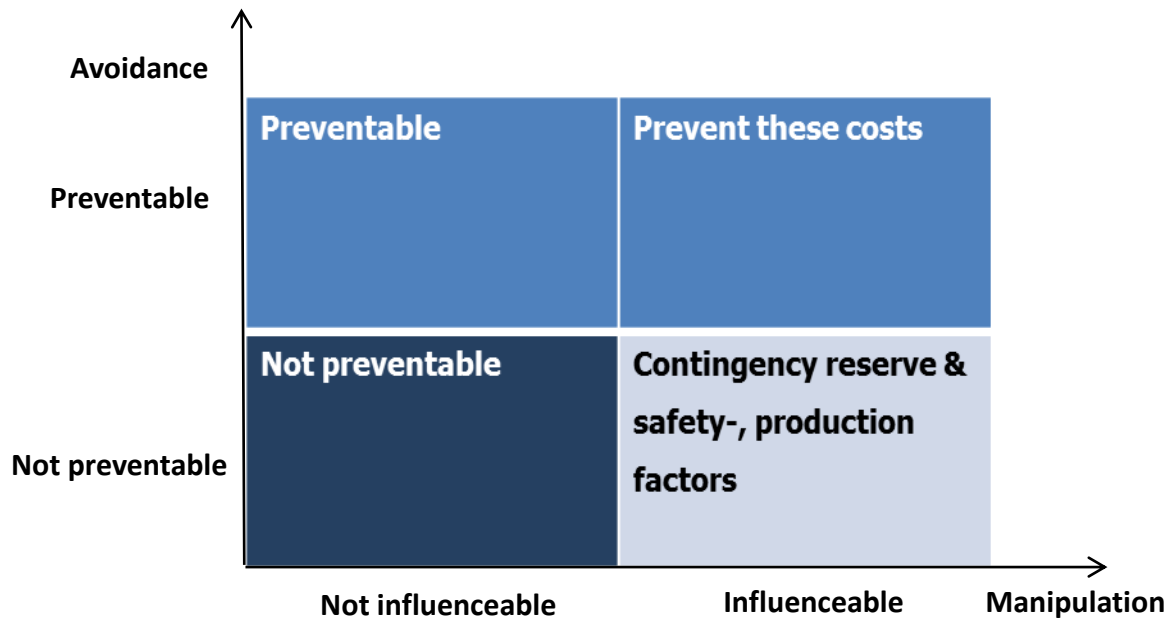 Avoidance
Preventable
Prevent these costs
Preventable
Not preventable
Contingency reserve &
safety-, production
factors
Not preventable
Not influenceable
Influenceable
Manipulation